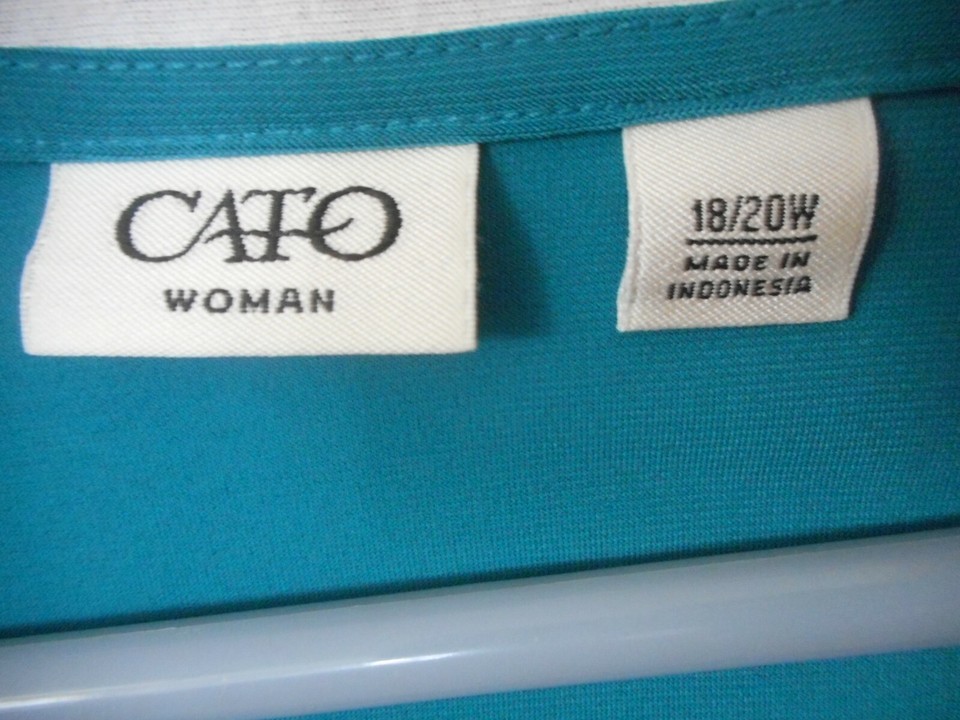 CATO
WOMAN
18/20W
MADE IN
INDONESIA